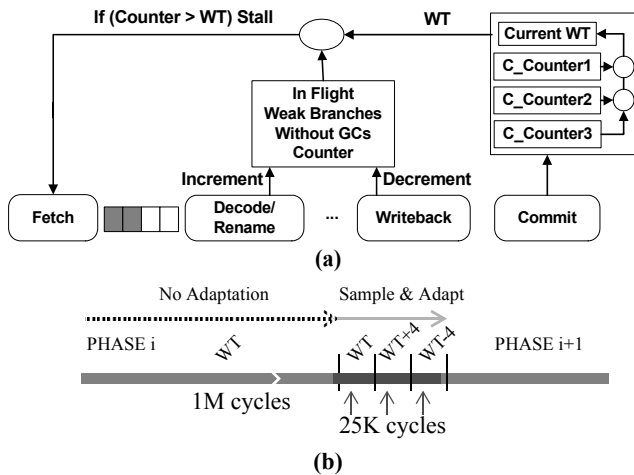 If (Counter > WT) Stall
WT
Current WT
C_Counter1
C_Counter2
C_Counter3
In Flight
Weak Branches
Without GCs
Counter
Increment
Decrement
Fetch
Decode/
Rename
...
Writeback
Commit
(a)
No Adaptation
Sample & Adapt
PHASE i
WT
WT
WT+4
WT-4
PHASE i+1
1M cycles
25K cycles
(b)